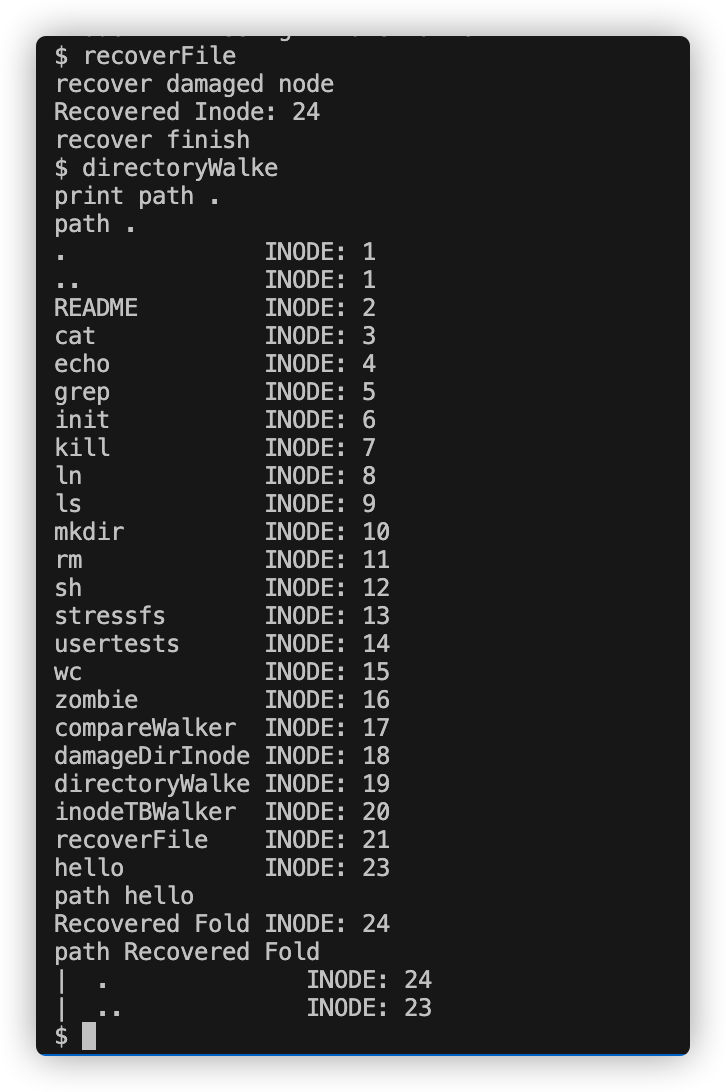 $ recoverFile
recover damaged node
Recovered Inode: 24
recover finish
$ directoryWalke
print path .
path .
.              INODE: 1
..             INODE: 1
README         INODE: 2
cat            INODE: 3
echo           INODE: 4
grep           INODE: 5
init           INODE: 6
kill           INODE: 7
ln             INODE: 8
ls             INODE: 9
mkdir          INODE: 10
rm             INODE: 11
sh             INODE: 12
stressfs       INODE: 13
usertests      INODE: 14
wc             INODE: 15
zombie         INODE: 16
compareWalker  INODE: 17
damageDirInode INODE: 18
directoryWalke INODE: 19
inodeTBWalker  INODE: 20
recoverFile    INODE: 21
hello          INODE: 23
path hello
Recovered Fold INODE: 24
path Recovered Fold
|  .              INODE: 24
|  ..             INODE: 23
$